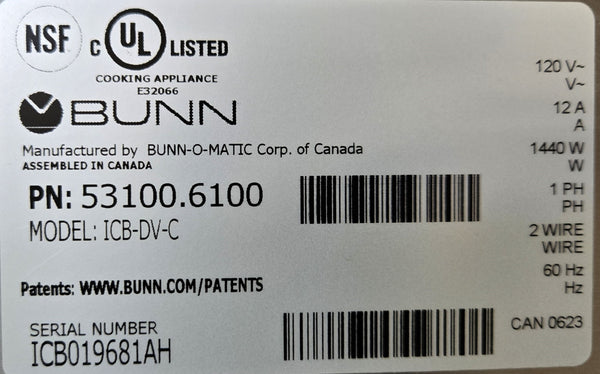 NSF
C UL LISTED
COOKING APPLIANCE
E32066
BUNN
Manufactured by BUNN-O-MATIC Corp. of Canada
ASSEMBLED IN CANADA
PN: 53100.6100
MODEL: ICB-DV-C
Patents: WWW.BUNN.COM/PATENTS
SERIAL NUMBER
ICB019681AH
120 V~
V~
12 A
A
1440 W
W
1 PH
PH
2 WIRE
WIRE
60 Hz
Hz
CAN 0623